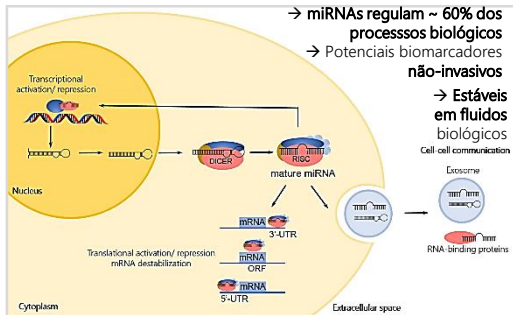 → miRNAs regulam ~ 60% dos
processsos biológicos
→ Potenciais biomarcadores
não-invasivos
→ Estáveis
em fluidos
biológicos
Transcriptional
activation/ repression
Nucleus
DICER
RISC
mature miRNA
Cell-cell communication
Exosome
RNA-binding proteins
mRNA
3'-UTR
Translational activation/ repression
mRNA destabilization
mRNA
ORF
mRNA
5'-UTR
Cytoplasm
Extracellular space